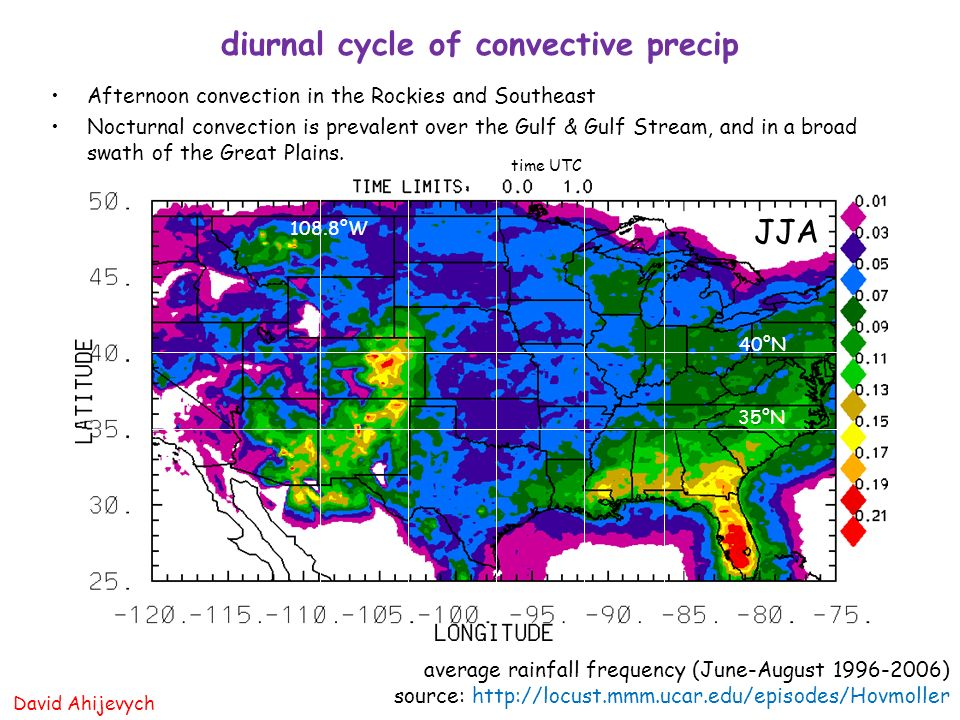 diurnal cycle of convective precip
• Afternoon convection in the Rockies and Southeast
• Nocturnal convection is prevalent over the Gulf & Gulf Stream, and in a broad
swath of the Great Plains.
time UTC
TIME LIMITS: 0.0 1.0
50.
45.
40.
35.
30.
25.
LATITUDE
108.8°W
JJA
40°N
35°N
0.01
0.03
0.05
0.07
0.09
0.11
0.13
0.15
0.17
0.19
0.21
-120. -115. -110. -105. -100. -95. -90. -85. -80. -75.
LONGITUDE
average rainfall frequency (June-August 1996-2006)
source: http://locust.mmm.ucar.edu/episodes/Hovmoller
David Ahijevych